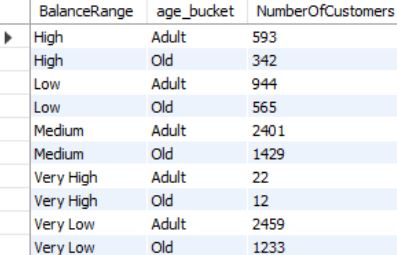 BalanceRange age_bucket NumberOfCustomers
High Adult 593
High Old 342
Low Adult 944
Low Old 565
Medium Adult 2401
Medium Old 1429
Very High Adult 22
Very High Old 12
Very Low Adult 2459
Very Low Old 1233